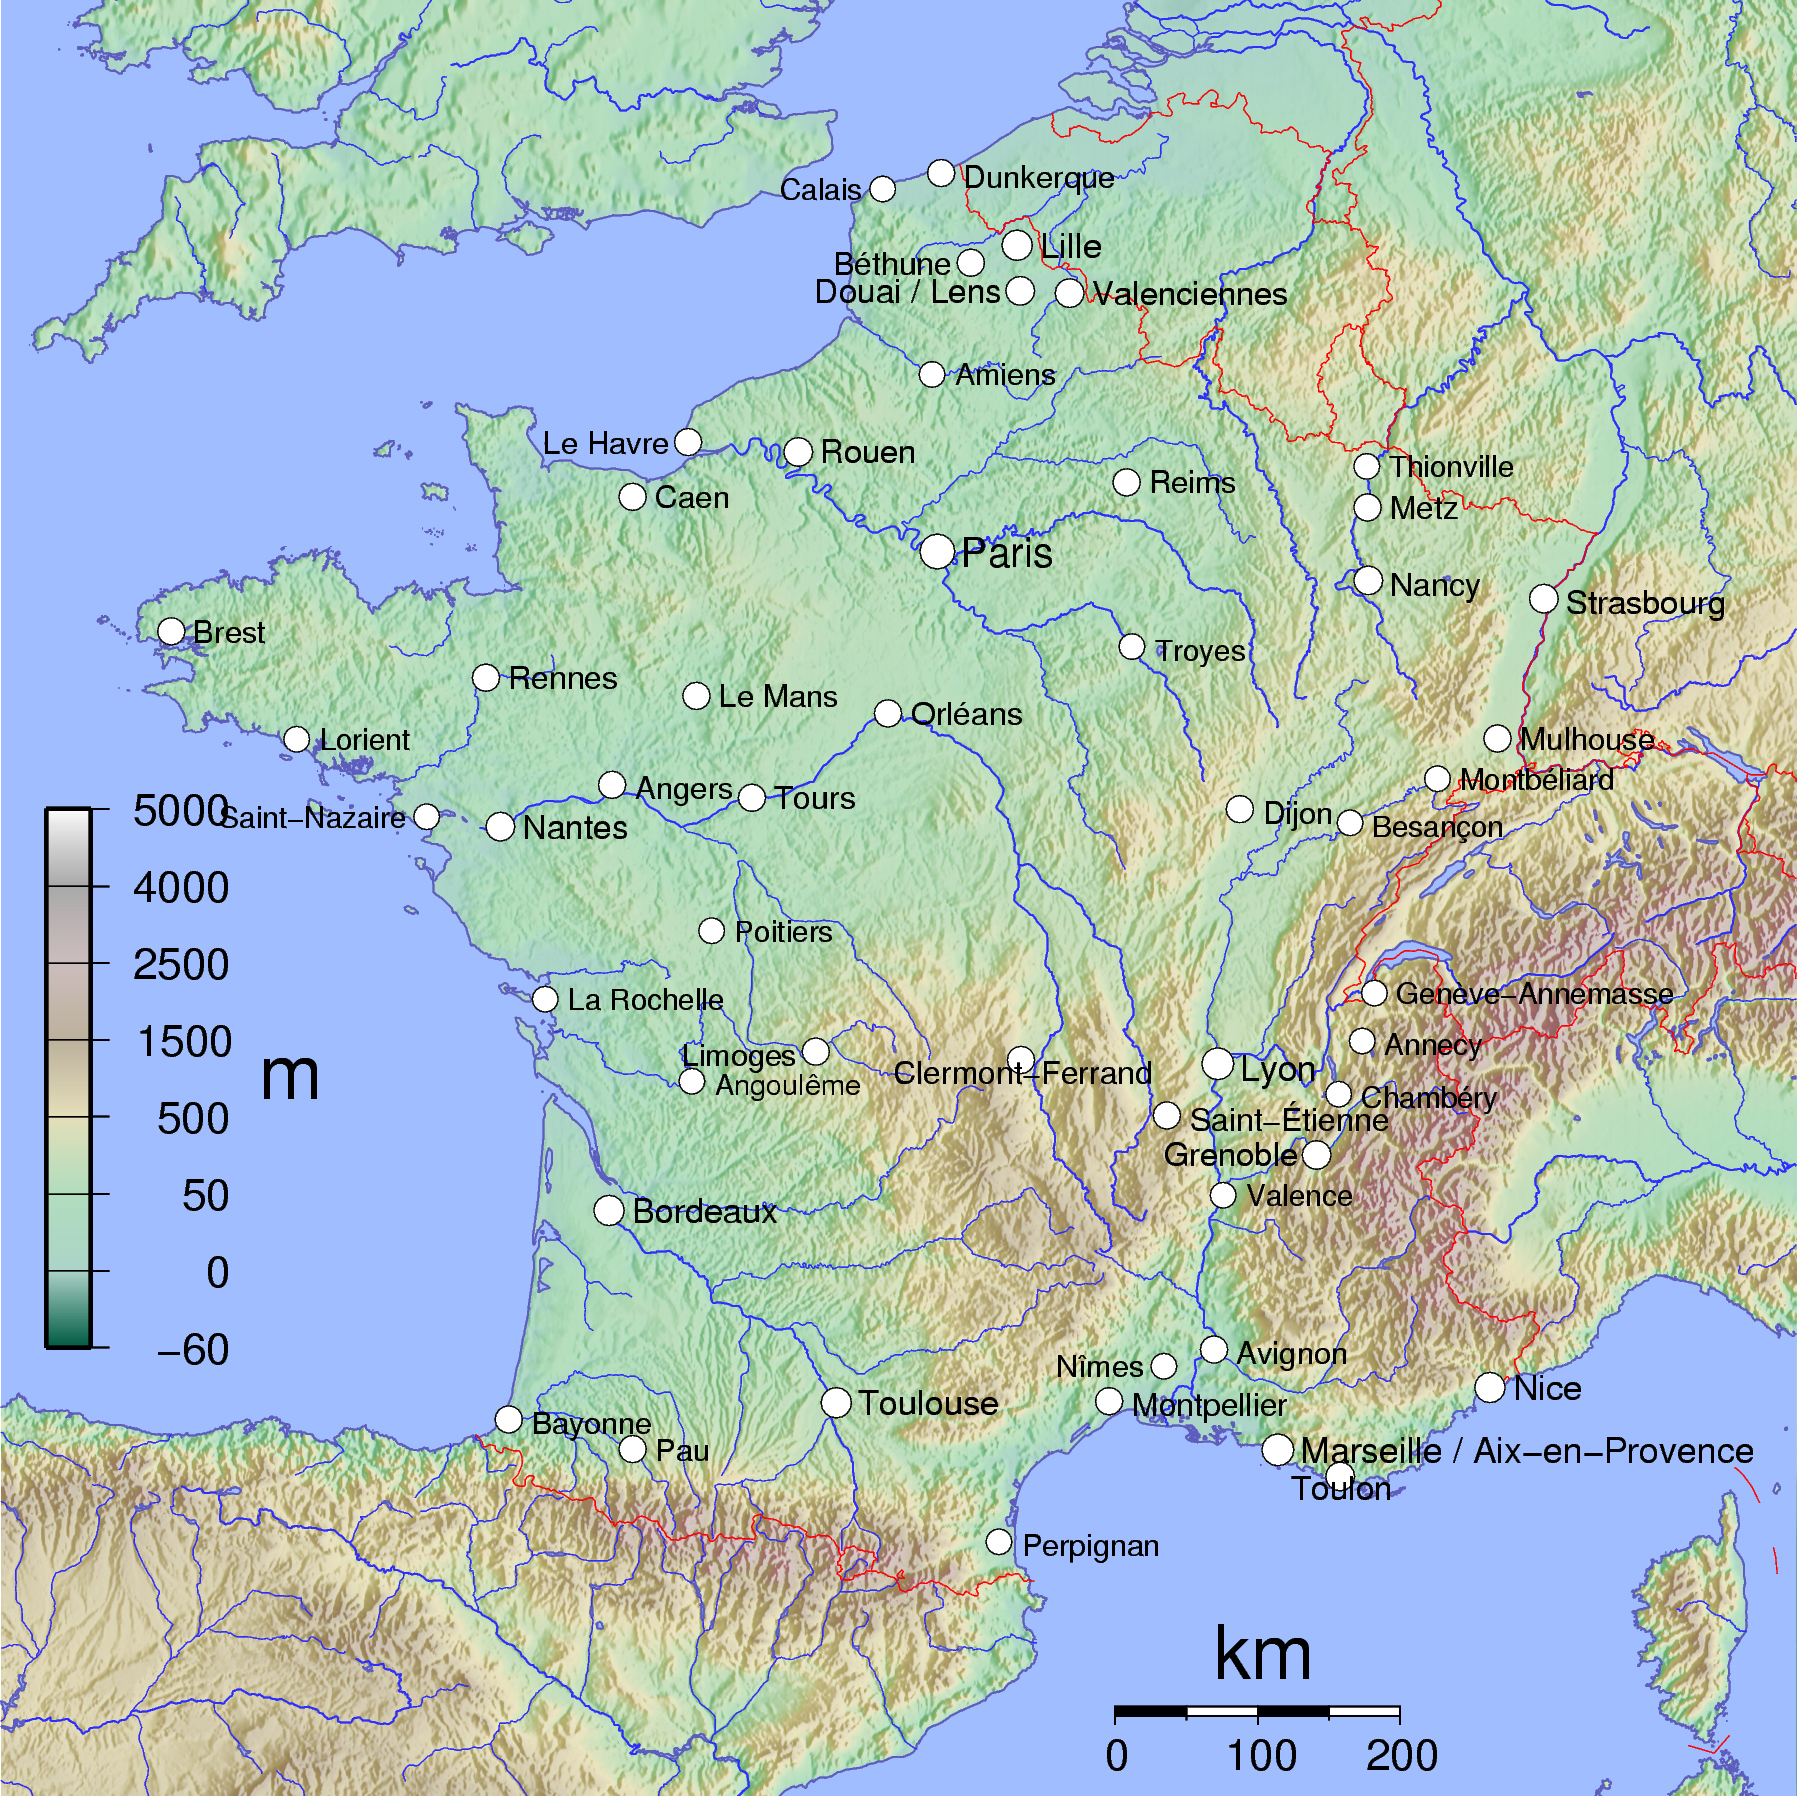 Calais
Dunkerque
Lille
Béthune
Douai / Lens
Valenciennes
Amiens
Le Havre
Rouen
Caen
Reims
Thionville
Metz
Paris
Nancy
Strasbourg
Brest
Rennes
Troyes
Le Mans
Orléans
Lorient
Mulhouse
Montbéliard
Angers
Tours
Dijon
Besançon
Saint−Nazaire
Nantes
Poitiers
La Rochelle
Genève−Annemasse
Annecy
Limoges
Angoulême
Clermont−Ferrand
Lyon
Chambéry
Saint−Étienne
Grenoble
Valence
Bordeaux
Avignon
Nîmes
Montpellier
Nice
Toulouse
Bayonne
Pau
Marseille / Aix−en−Provence
Toulon
Perpignan
5000
4000
2500
1500
500
50
0
−60
m
km
0 100 200